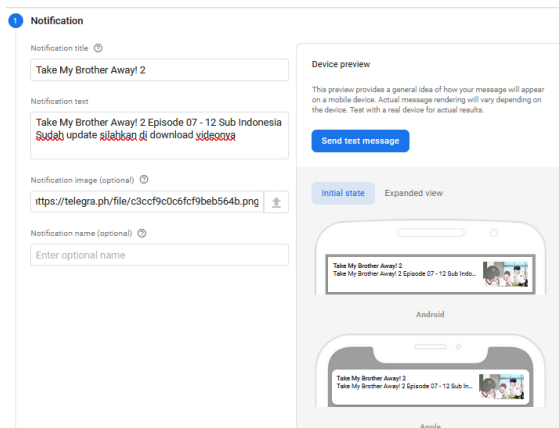 1 Notification
Notification title
Take My Brother Away! 2
Notification text
Take My Brother Away! 2 Episode 07 - 12 Sub Indonesia
Sudah update silahkan di download videonya
Notification image (optional)
ttps://telegra.ph/file/c3ccf9c0c6fcf9beb564b.png
Notification name (optional)
Enter optional name
Device preview
This preview provides a general idea of how your message will appear
on a mobile device. Actual message rendering will vary depending on
the device. Test with a real device for actual results.
Send test message
Initial state Expanded view
Take My Brother Away! 2
Take My Brother Away! 2 Episode 07 - 12 Sub Indo...
Android
Take My Brother Away! 2
Take My Brother Away! 2 Episode 07 - 12 Sub In...
Apple